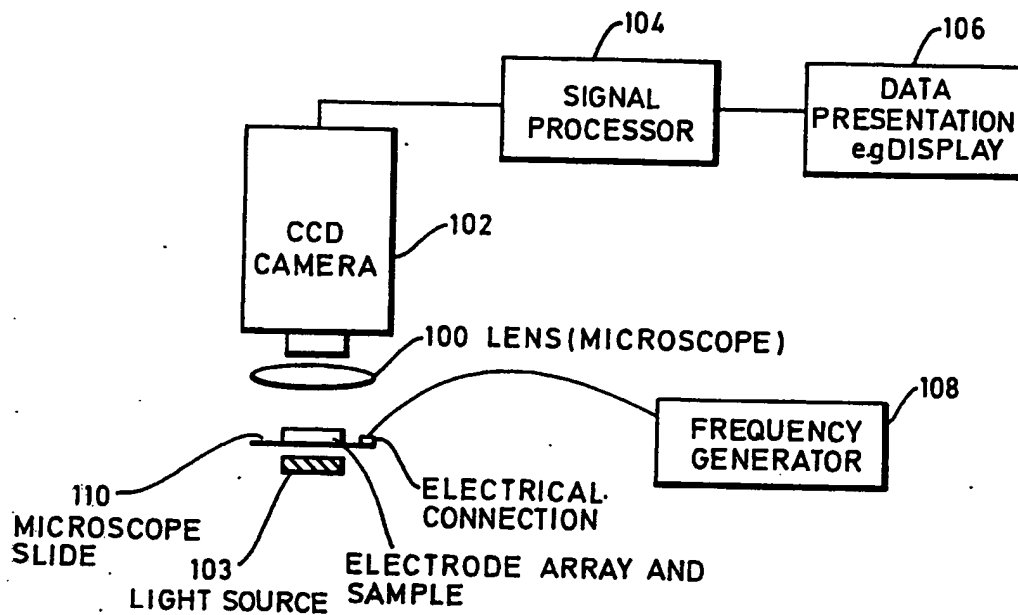 104
SIGNAL
PROCESSOR
106
DATA
PRESENTATION
e.g DISPLAY
CCD
CAMERA
102
100 LENS (MICROSCOPE)
108
FREQUENCY
GENERATOR
110
MICROSCOPE
SLIDE
103
LIGHT SOURCE
ELECTRICAL
CONNECTION
ELECTRODE ARRAY AND
SAMPLE